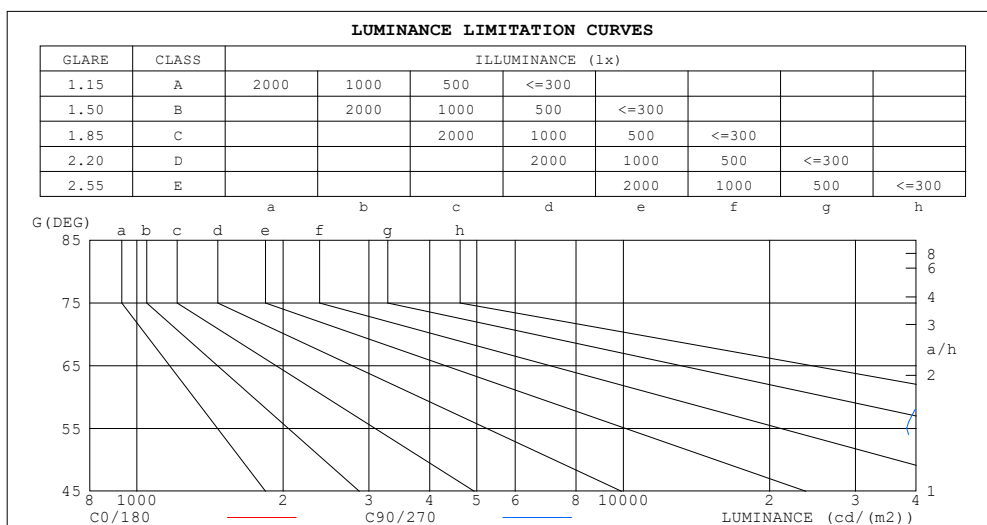 LUMINANCE LIMITATION CURVES
GLARE CLASS ILLUMINANCE (lx)
1.15 A 2000 1000 500 <=300
1.50 B 2000 1000 500 <=300
1.85 C 2000 1000 500 <=300
2.20 D 2000 1000 500 <=300
2.55 E 2000 1000 500 <=300
a b c d e f g h
G(DEG)
85 a b c d e f g h
8
6
75 4
3
a/h
65 2
55
45 1
8 1000 2 3 4 5 6 8 10000 2 3 4
C0/180 C90/270 LUMINANCE (cd/(m2))